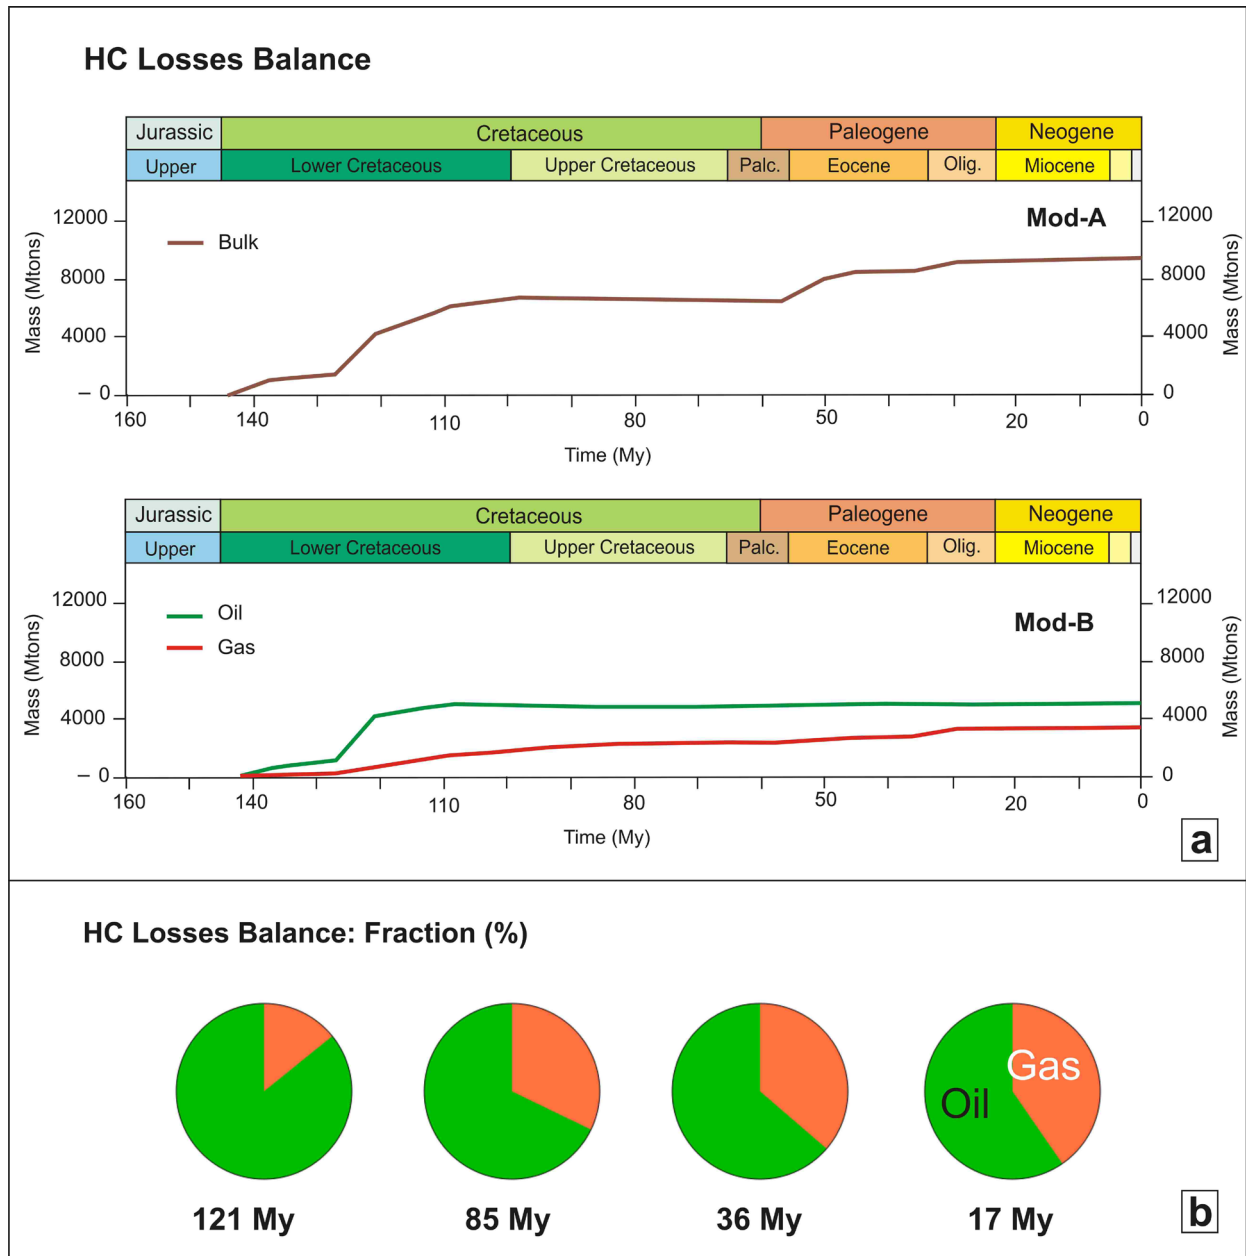 HC Losses Balance
Jurassic Cretaceous Paleogene Neogene
Upper Lower Cretaceous Upper Cretaceous Palc. Eocene Olig. Miocene
Mod-A
Bulk
Mass (Mtons)
12000
8000
4000
– 0
12000
8000
4000
0
Mass (Mtons)
160 140 110 80 50 20 0
Time (My)
Jurassic Cretaceous Paleogene Neogene
Upper Lower Cretaceous Upper Cretaceous Palc. Eocene Olig. Miocene
Oil
Gas
Mod-B
Mass (Mtons)
12000
8000
4000
– 0
12000
8000
4000
0
Mass (Mtons)
160 140 110 80 50 20 0
Time (My)
a
HC Losses Balance: Fraction (%)
Gas
Oil
121 My 85 My 36 My 17 My
b